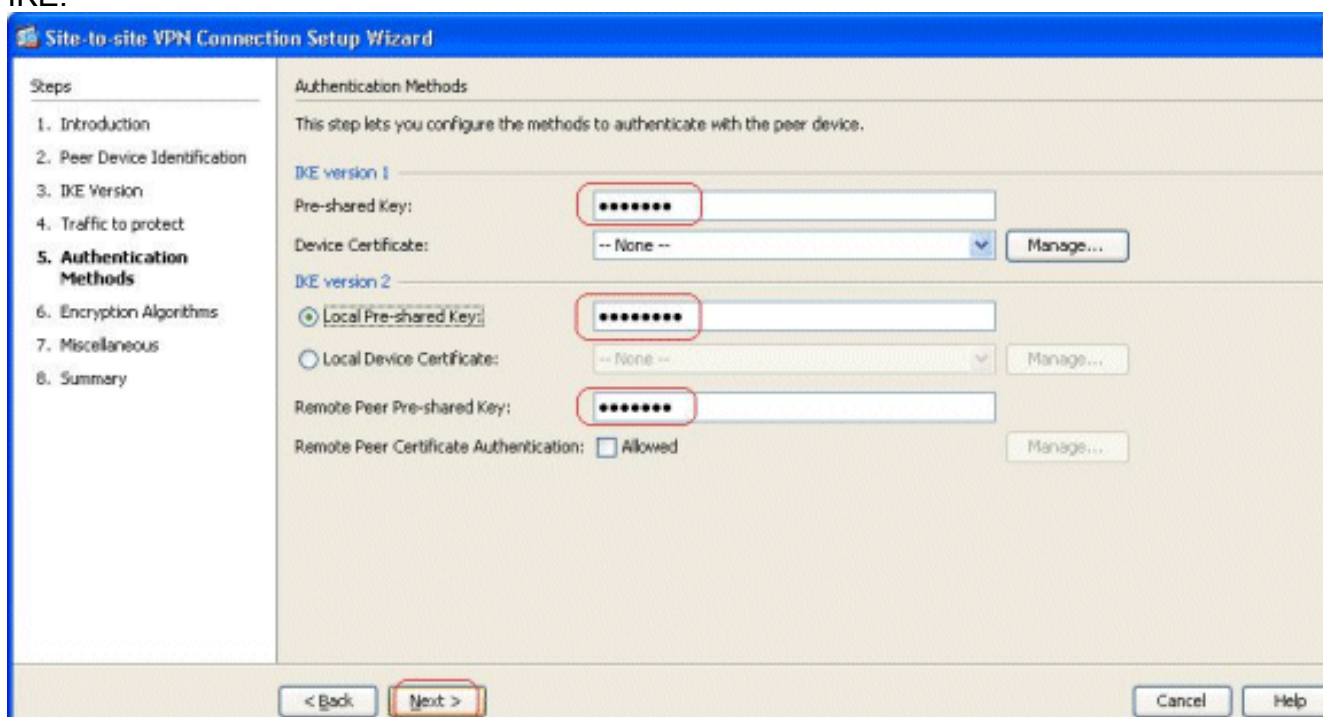 IKE.
Site-to-site VPN Connection Setup Wizard
Steps
1. Introduction
2. Peer Device Identification
3. IKE Version
4. Traffic to protect
5. Authentication
Methods
6. Encryption Algorithms
7. Miscellaneous
8. Summary
Authentication Methods
This step lets you configure the methods to authenticate with the peer device.
IKE version 1
Pre-shared Key: •••••••
Device Certificate: -- None -- Manage...
IKE version 2
Local Pre-shared Key: ••••••••
Local Device Certificate: -- None -- Manage...
Remote Peer Pre-shared Key: •••••••
Remote Peer Certificate Authentication: Allowed Manage...
< Back Next > Cancel Help